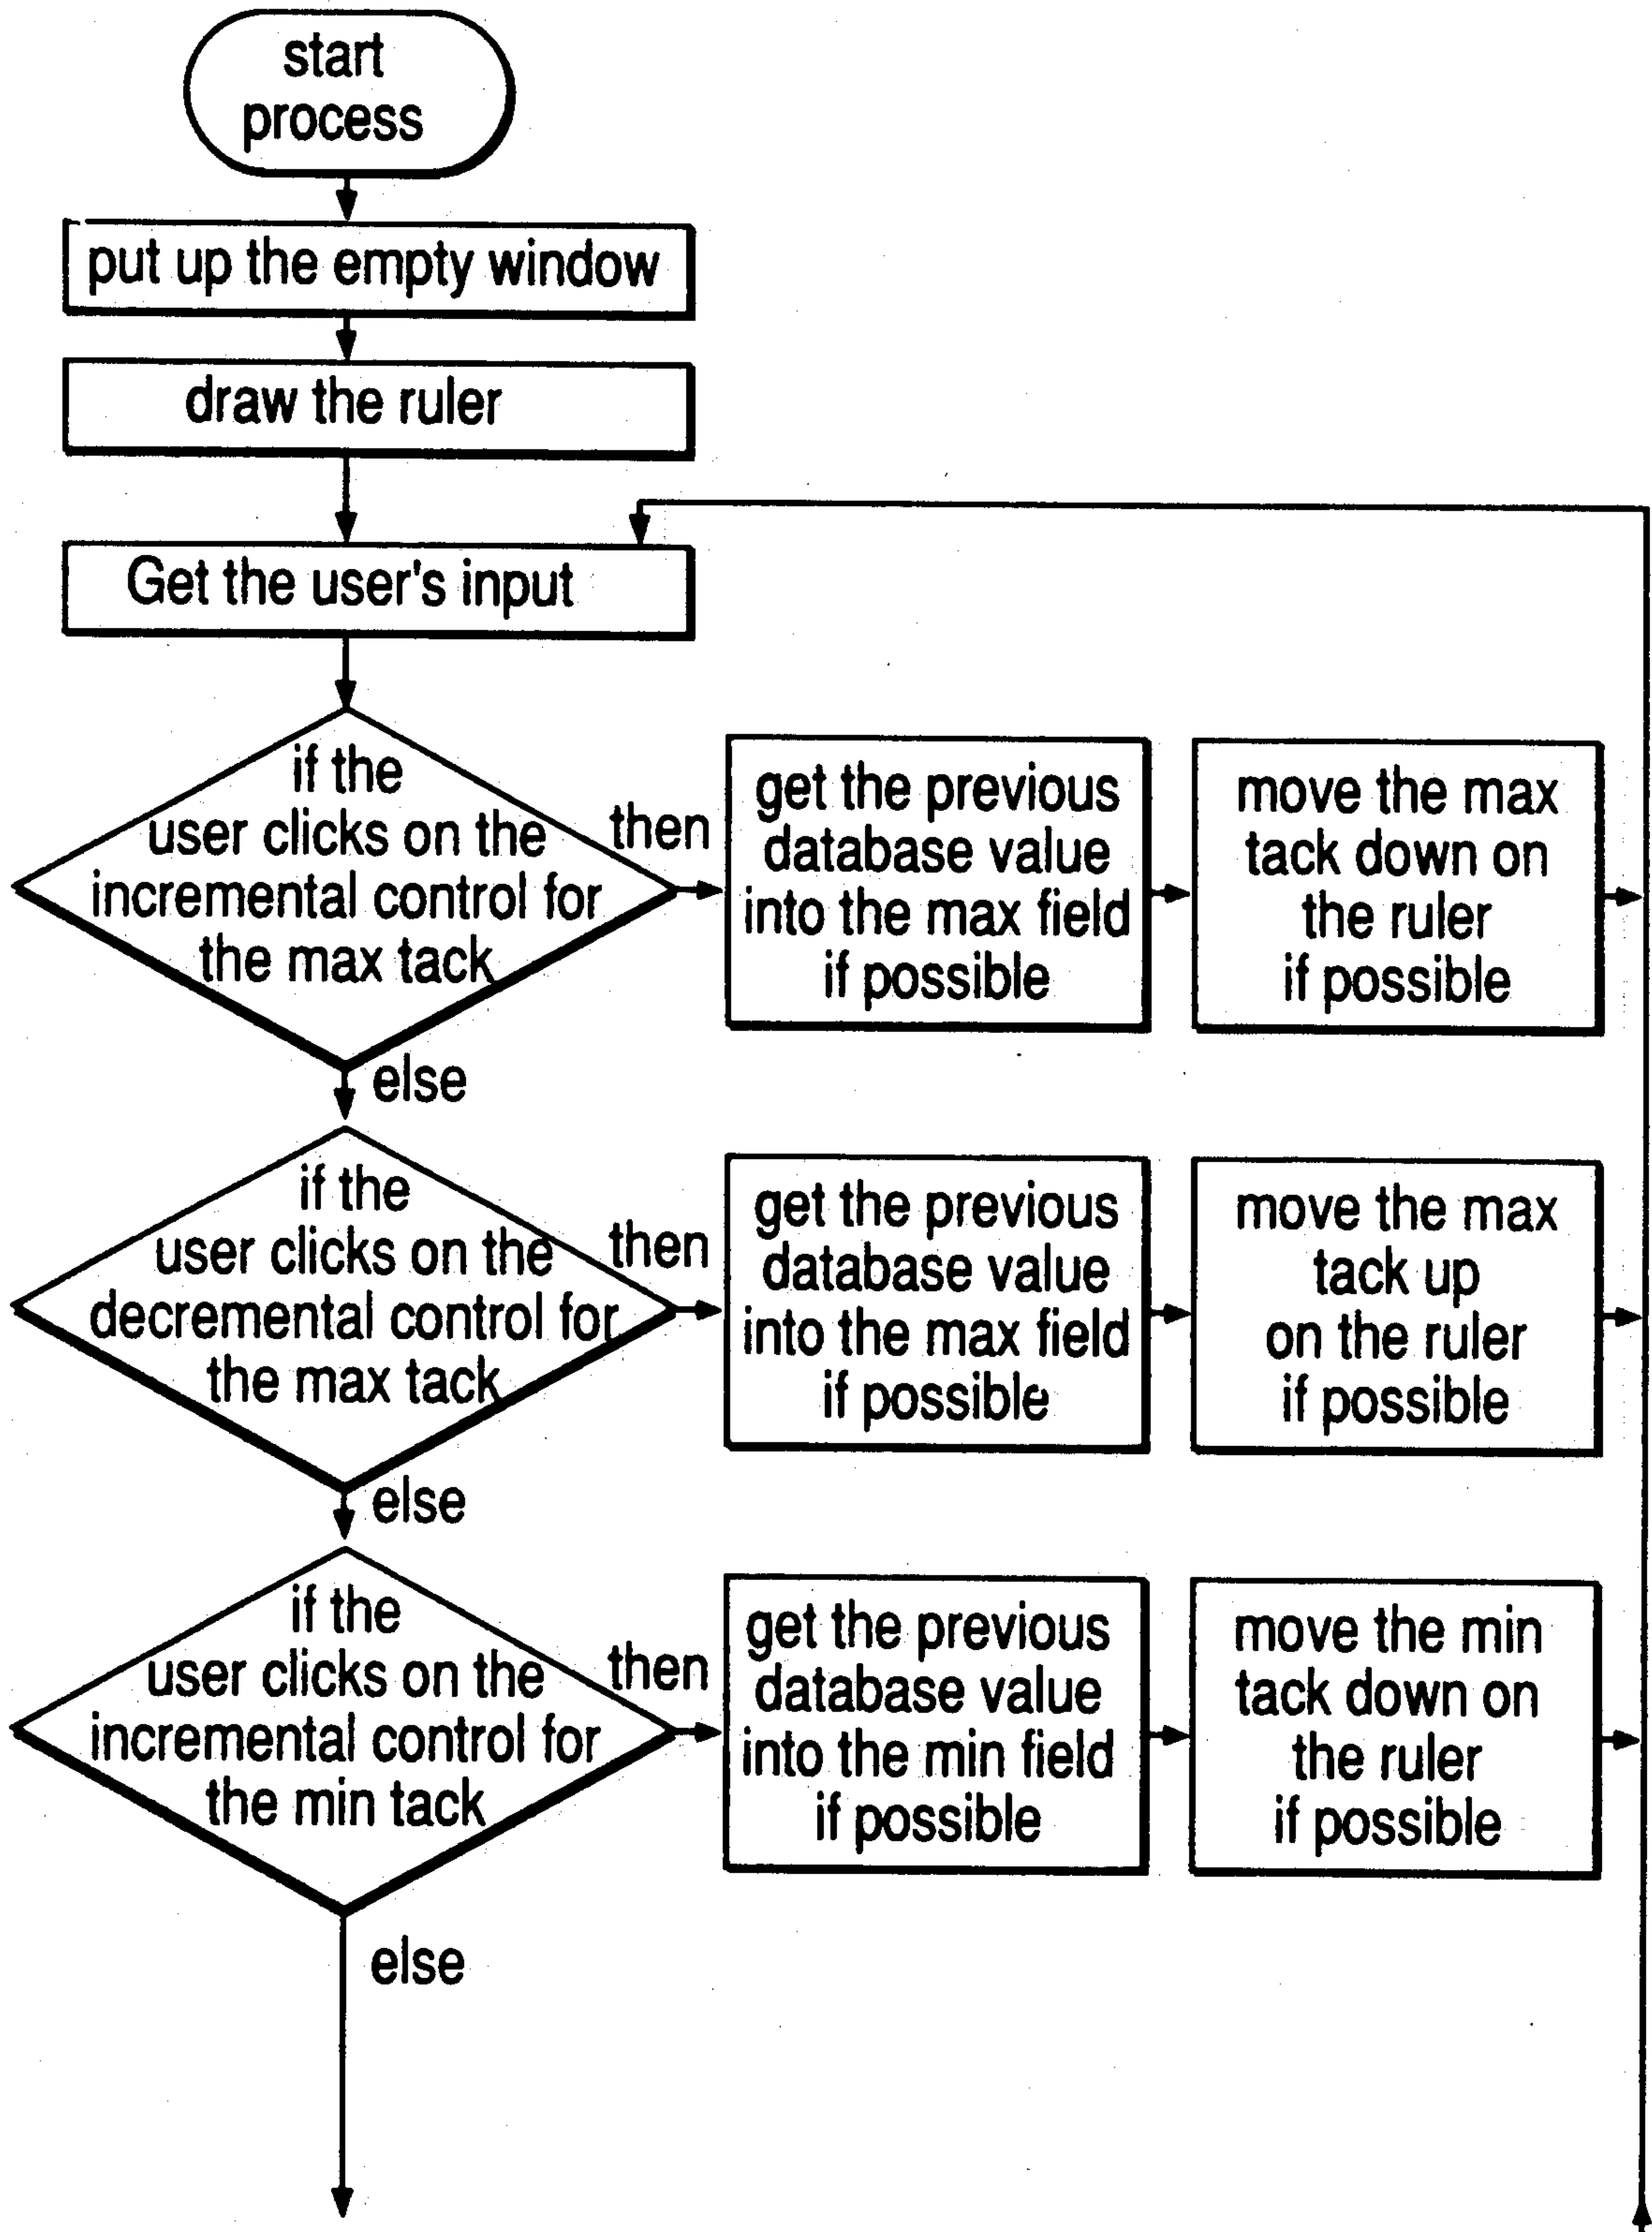 start
process
put up the empty window
draw the ruler
Get the user's input
if the
user clicks on the
incremental control for
the max tack
then
get the previous
database value
into the max field
if possible
move the max
tack down on
the ruler
if possible
else
if the
user clicks on the
decremental control for
the max tack
then
get the previous
database value
into the max field
if possible
move the max
tack up
on the ruler
if possible
else
if the
user clicks on the
incremental control for
the min tack
then
get the previous
database value
into the min field
if possible
move the min
tack down on
the ruler
if possible
else